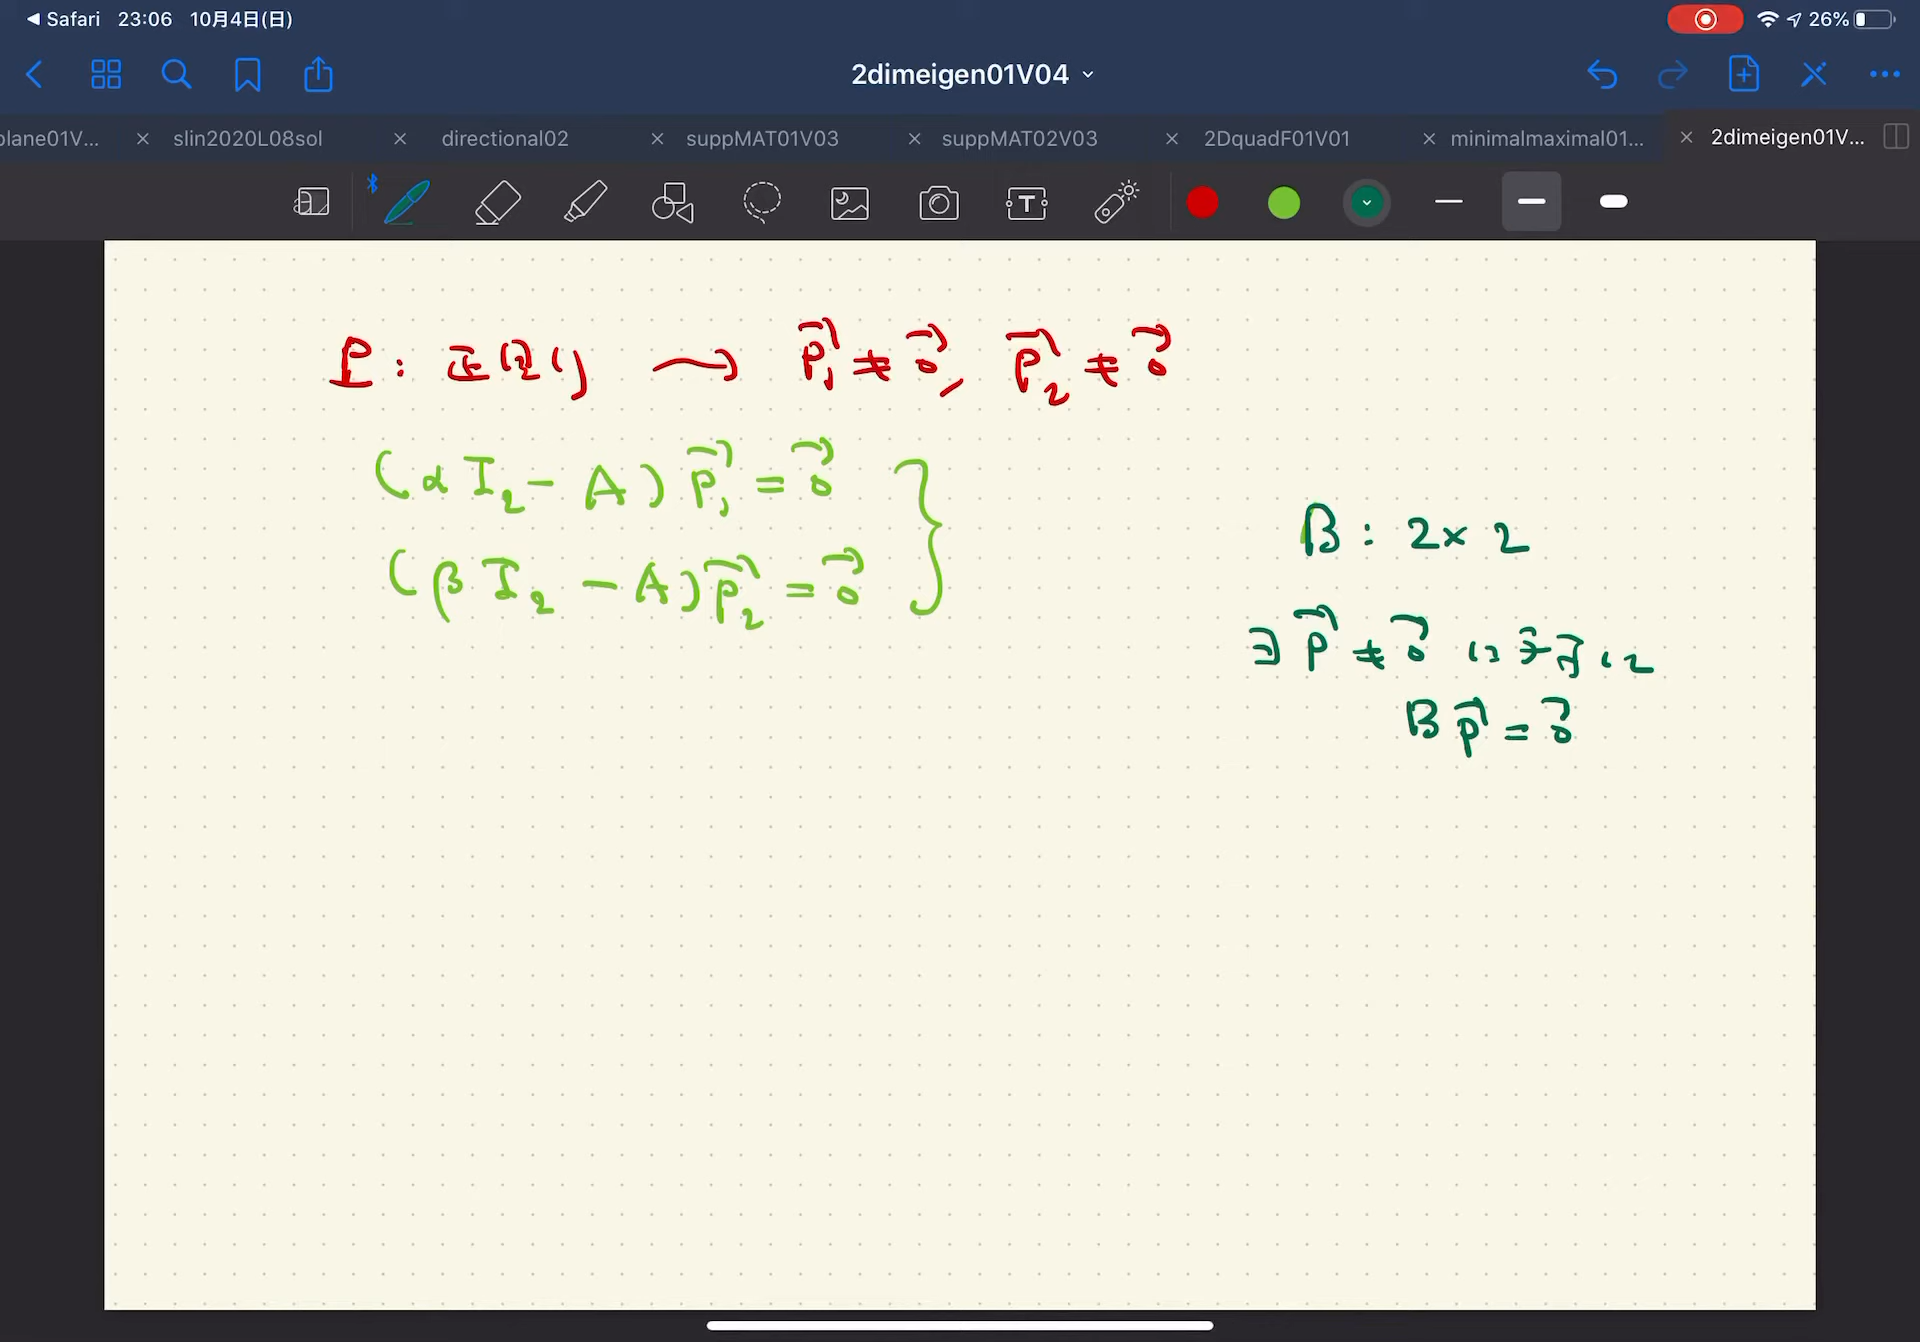 ◀ Safari 23:06 10月4日(日) 26%
2dimeigen01V04
plane01V... × slin2020L08sol × directional02 × suppMAT01V03 × suppMAT02V03 × 2DquadF01V01 × minimalmaximal01... × 2dimeigen01V...
P : 正則 → p⃗₁ ≠ 0⃗, p⃗₂ ≠ 0⃗
(αI₂ - A) p⃗₁ = 0⃗
(βI₂ - A) p⃗₂ = 0⃗
B : 2×2
∃ p⃗ ≠ 0⃗ に対して
B p⃗ = 0⃗